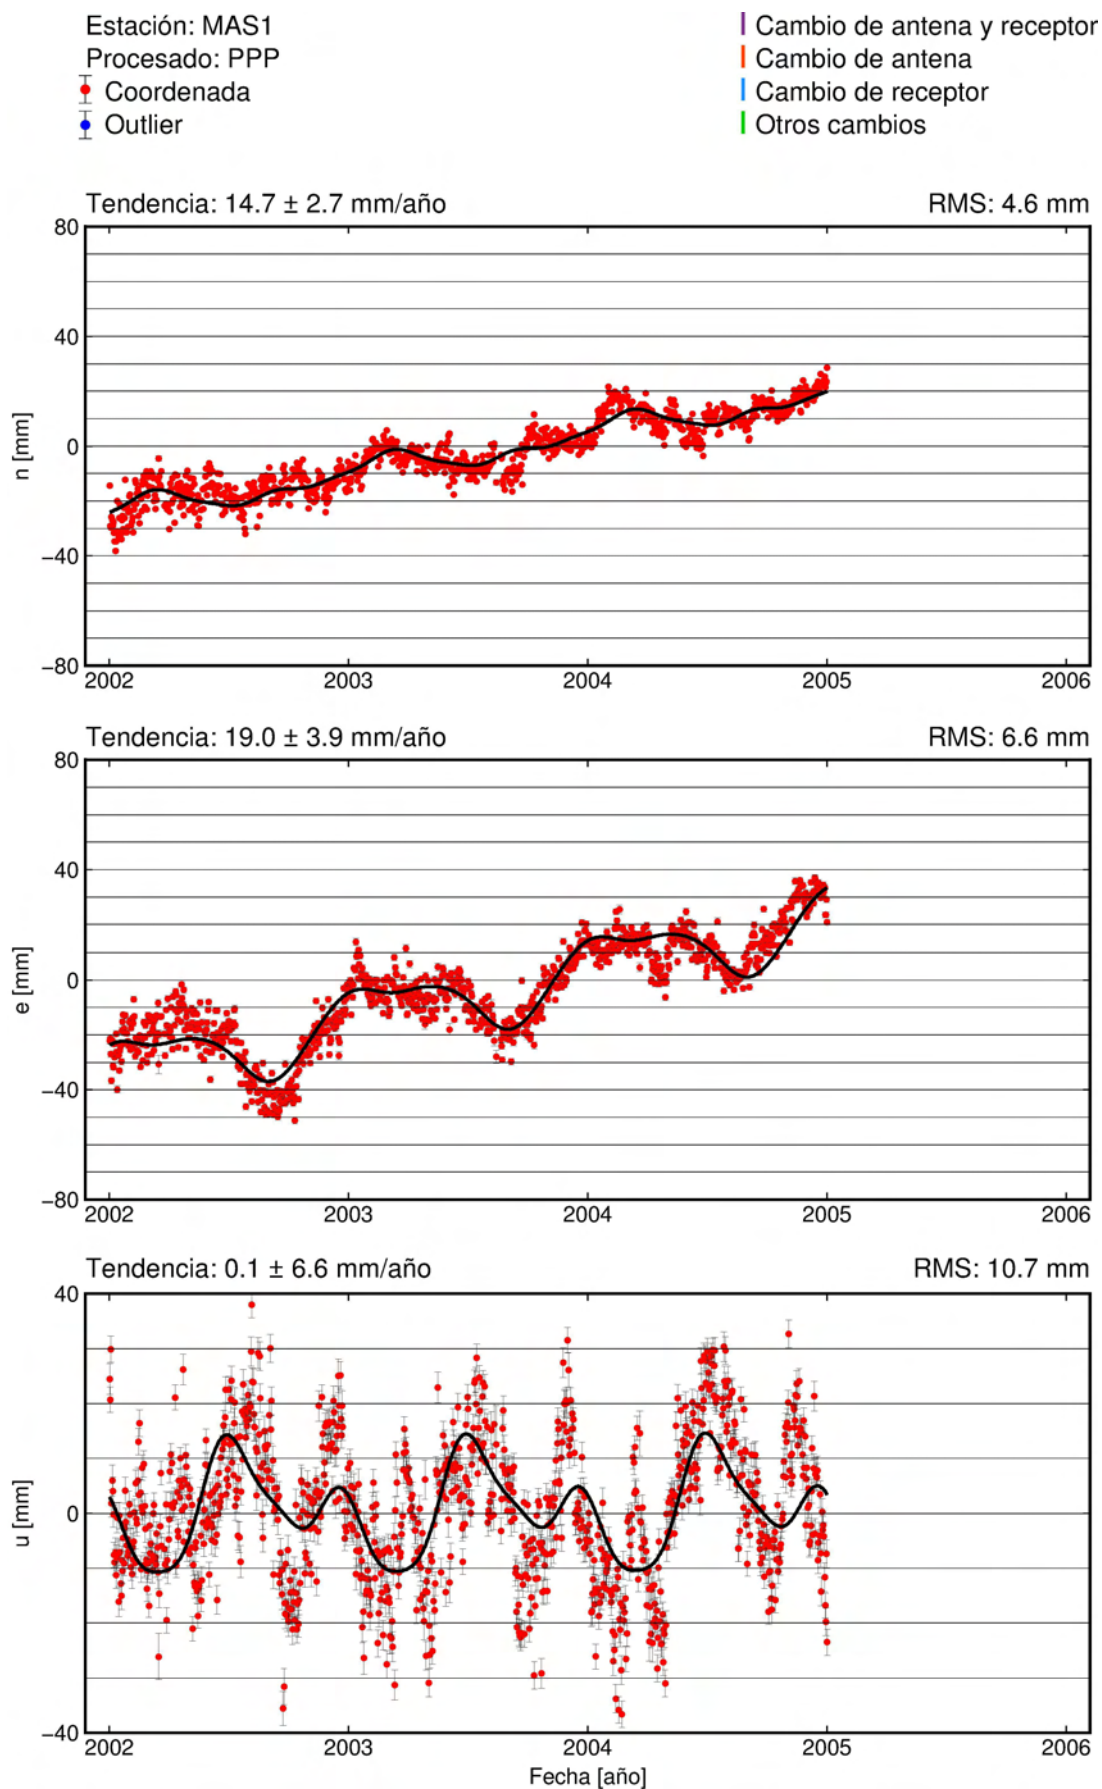 Estación: MAS1
Procesado: PPP
Coordenada
Outlier
Cambio de antena y receptor
Cambio de antena
Cambio de receptor
Otros cambios
Tendencia: 14.7 ± 2.7 mm/año RMS: 4.6 mm
80
40
0
−40
−80
n [mm]
2002 2003 2004 2005 2006
Tendencia: 19.0 ± 3.9 mm/año RMS: 6.6 mm
80
40
0
−40
−80
e [mm]
2002 2003 2004 2005 2006
Tendencia: 0.1 ± 6.6 mm/año RMS: 10.7 mm
40
0
−40
u [mm]
2002 2003 2004 2005 2006
Fecha [año]